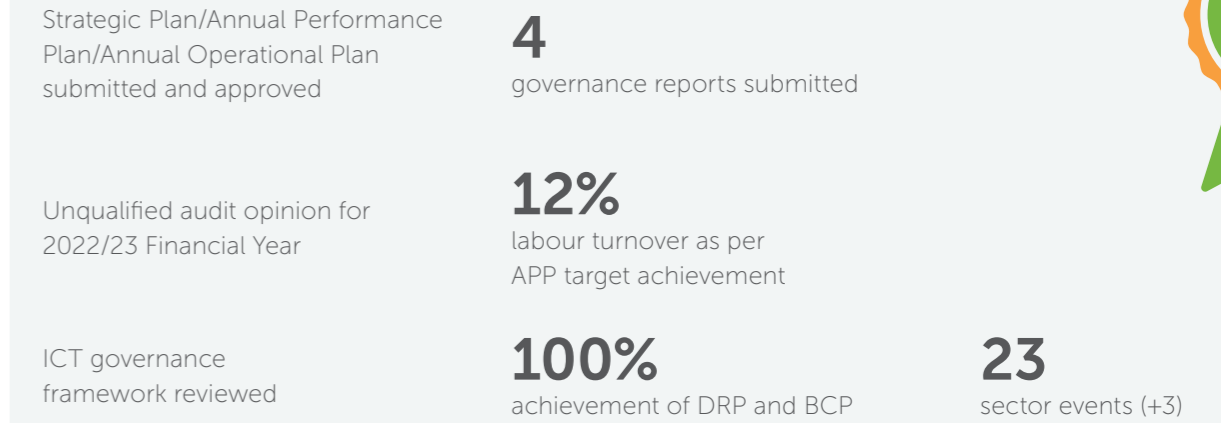 Strategic Plan/Annual Performance
Plan/Annual Operational Plan
submitted and approved
4
governance reports submitted
Unqualified audit opinion for
2022/23 Financial Year
12%
labour turnover as per
APP target achievement
ICT governance
framework reviewed
100%
achievement of DRP and BCP
23
sector events (+3)